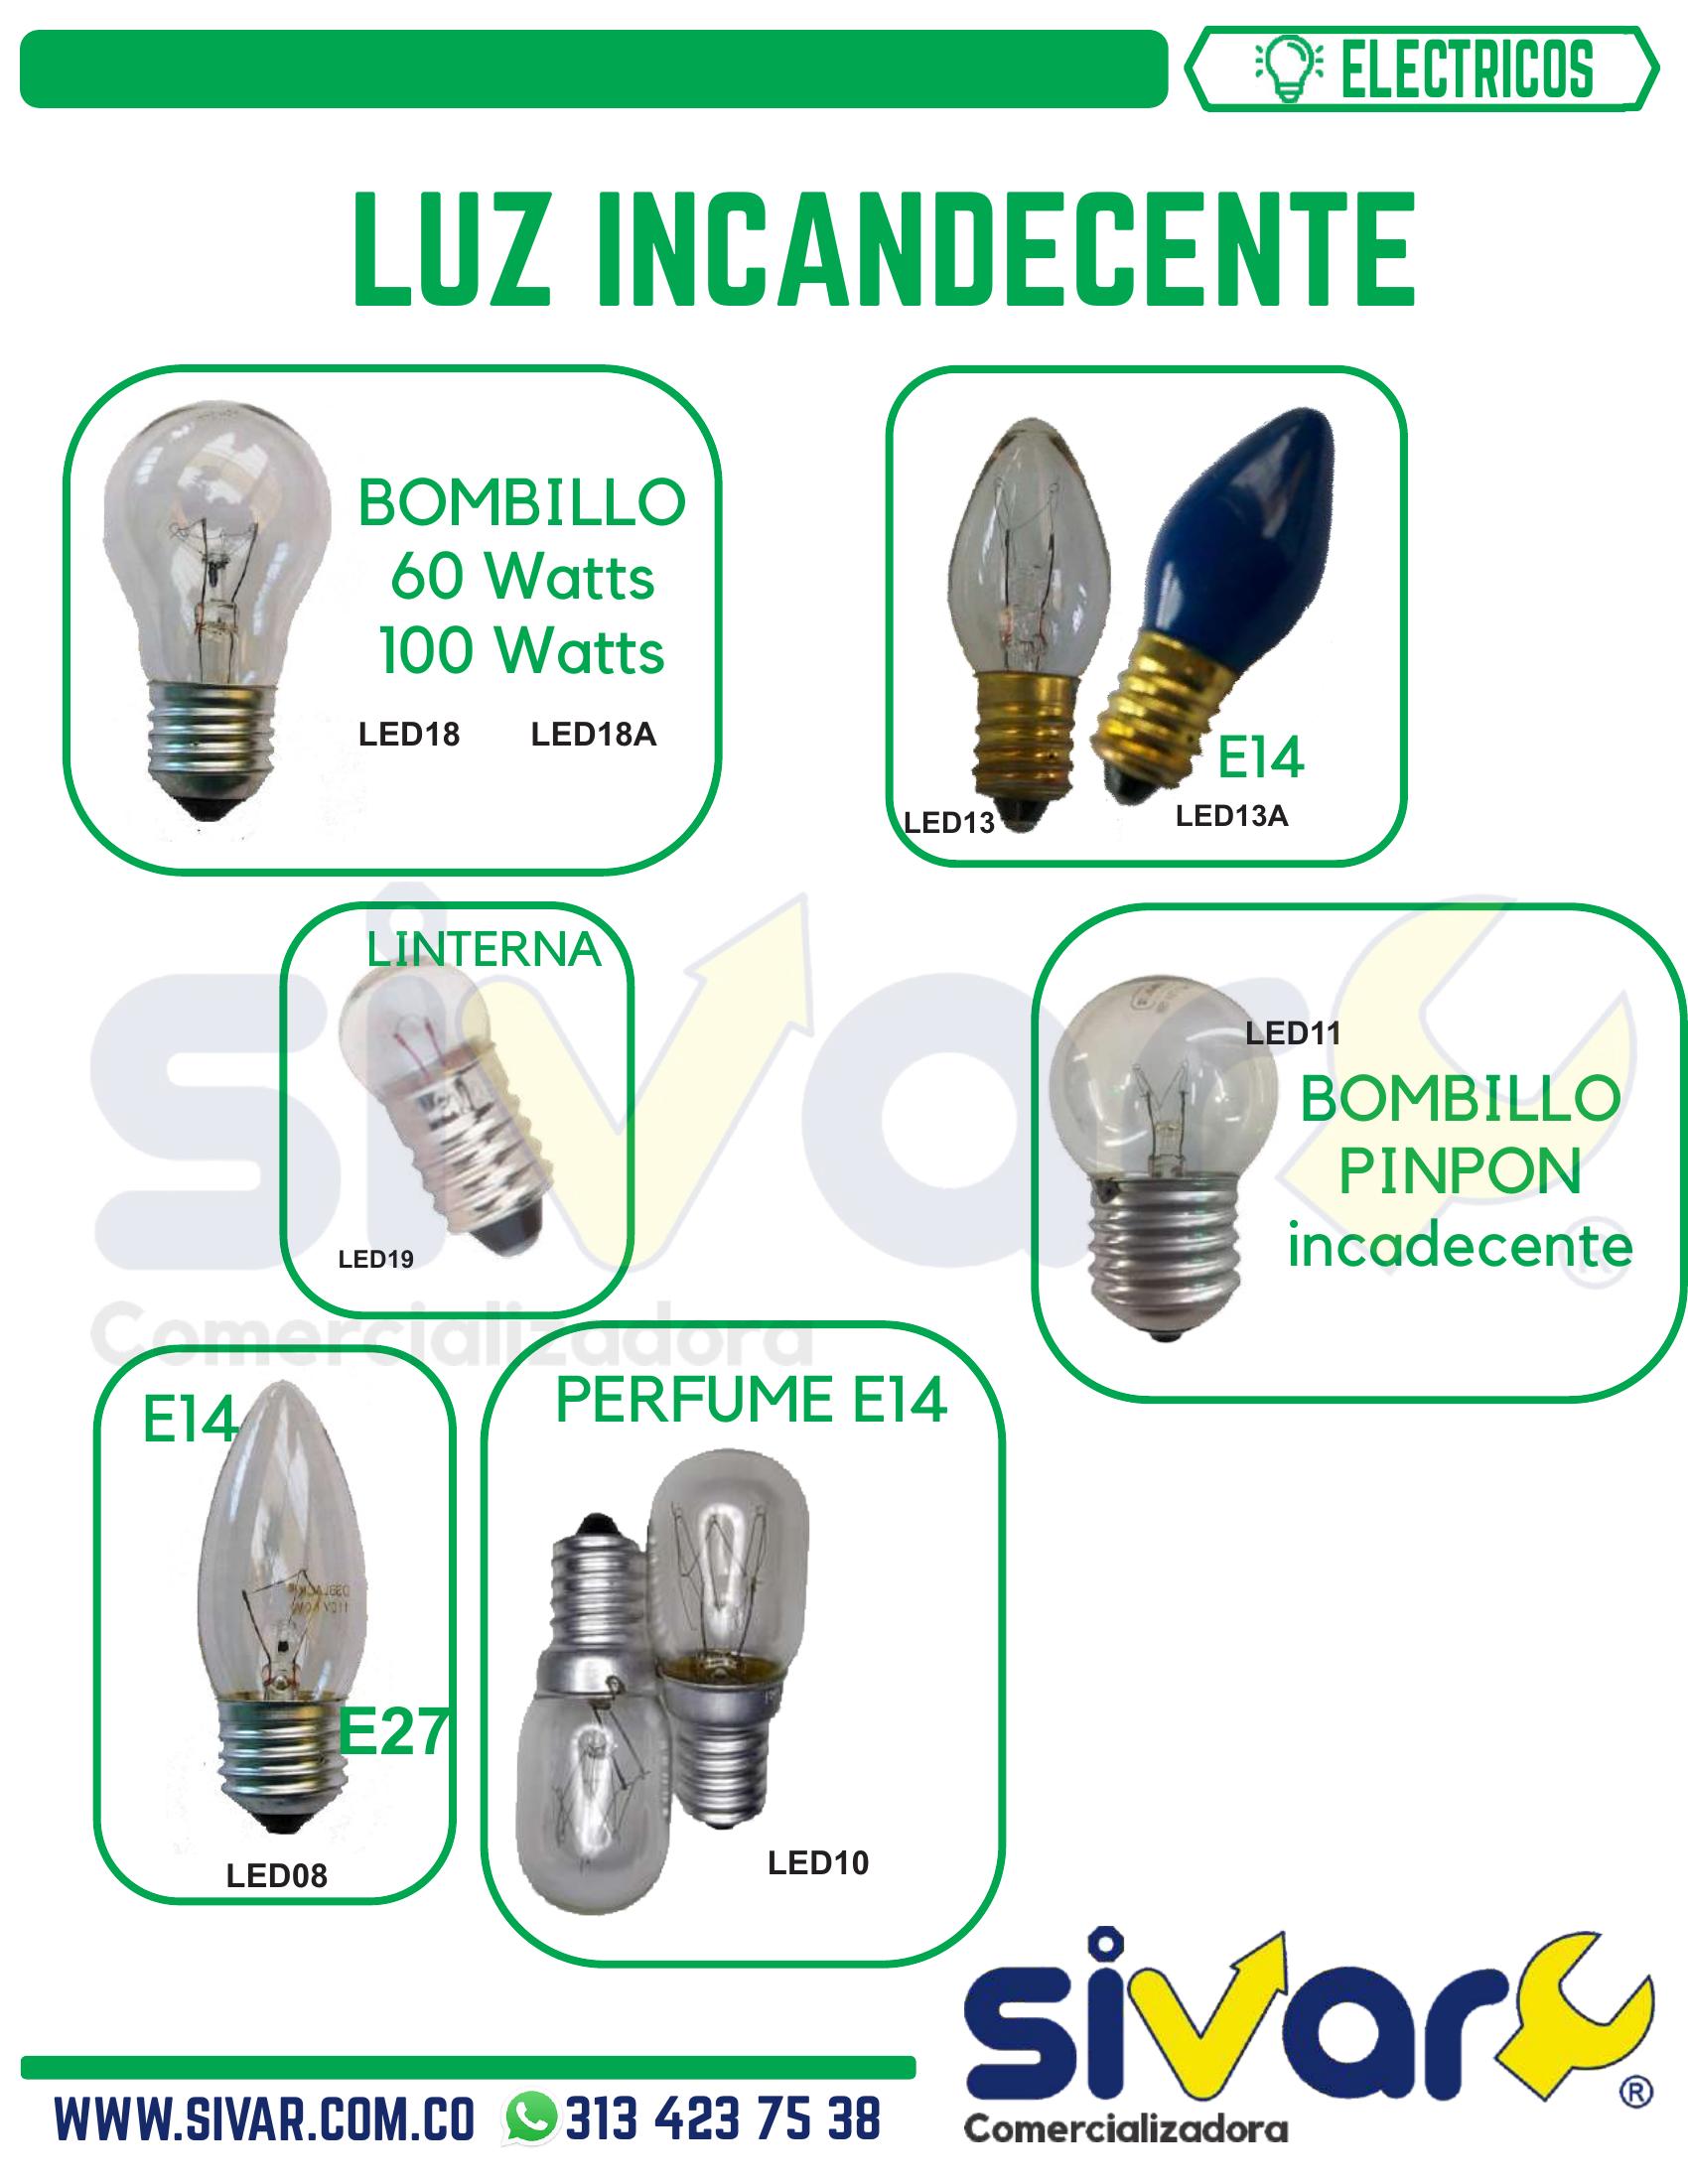 ELECTRICOS
LUZ INCANDECENTE
BOMBILLO
60 Watts
100 Watts
LED18 LED18A
E14
LED13 LED13A
LINTERNA
LED19
LED11
BOMBILLO
PINPON
incadecente
®
Comercializadora
E14
E27
LED08
PERFUME E14
LED10
sivar
®
Comercializadora
WWW.SIVAR.COM.CO 313 423 75 38